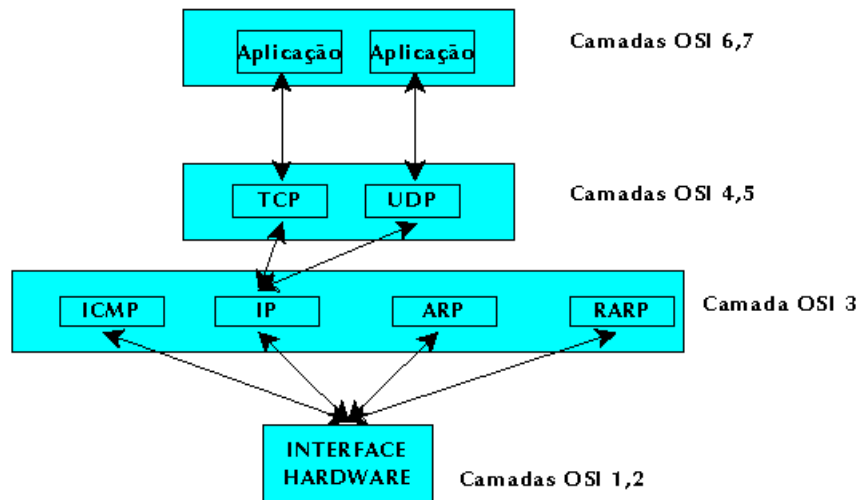 Aplicação Aplicação Camadas OSI 6,7
TCP UDP Camadas OSI 4,5
ICMP IP ARP RARP Camada OSI 3
INTERFACE
HARDWARE
Camadas OSI 1,2